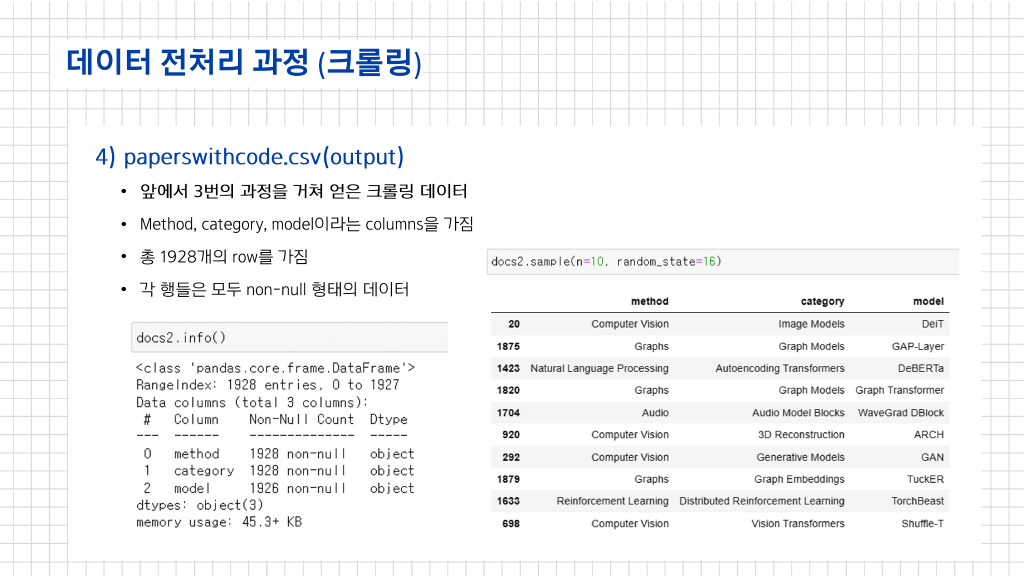 데이터 전처리 과정 (크롤링)
4) paperswithcode.csv(output)
• 앞에서 3번의 과정을 거쳐 얻은 크롤링 데이터
• Method, category, model이라는 columns을 가짐
• 총 1928개의 row를 가짐
• 각 행들은 모두 non-null 형태의 데이터
docs2.info()
<class 'pandas.core.frame.DataFrame'>
RangeIndex: 1928 entries, 0 to 1927
Data columns (total 3 columns):
# Column Non-Null Count Dtype
--- ------ -------------- -----
0 method 1928 non-null object
1 category 1928 non-null object
2 model 1926 non-null object
dtypes: object(3)
memory usage: 45.3+ KB
docs2.sample(n=10, random_state=16)
method category model
20 Computer Vision Image Models DeiT
1875 Graphs Graph Models GAP-Layer
1423 Natural Language Processing Autoencoding Transformers DeBERTa
1820 Graphs Graph Models Graph Transformer
1704 Audio Audio Model Blocks WaveGrad DBlock
920 Computer Vision 3D Reconstruction ARCH
292 Computer Vision Generative Models GAN
1879 Graphs Graph Embeddings TuckER
1633 Reinforcement Learning Distributed Reinforcement Learning TorchBeast
698 Computer Vision Vision Transformers Shuffle-T